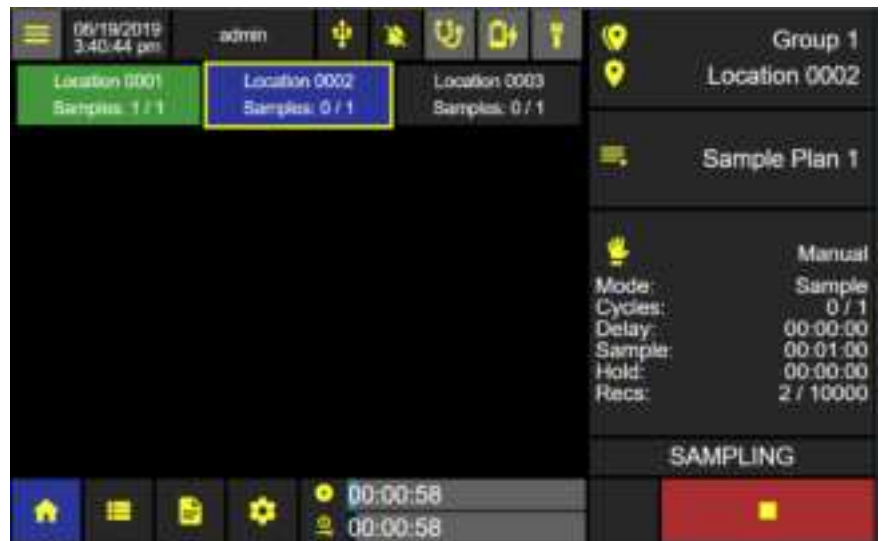 06/19/2019
3:40:44 pm
admin
Group 1
Location 0002
Location 0001
Samples: 1 / 1
Location 0002
Samples: 0 / 1
Location 0003
Samples: 0 / 1
Sample Plan 1
Manual
Mode: Sample
Cycles: 0 / 1
Delay: 00:00:00
Sample: 00:01:00
Hold: 00:00:00
Recs: 2 / 10000
SAMPLING
00:00:58
00:00:58